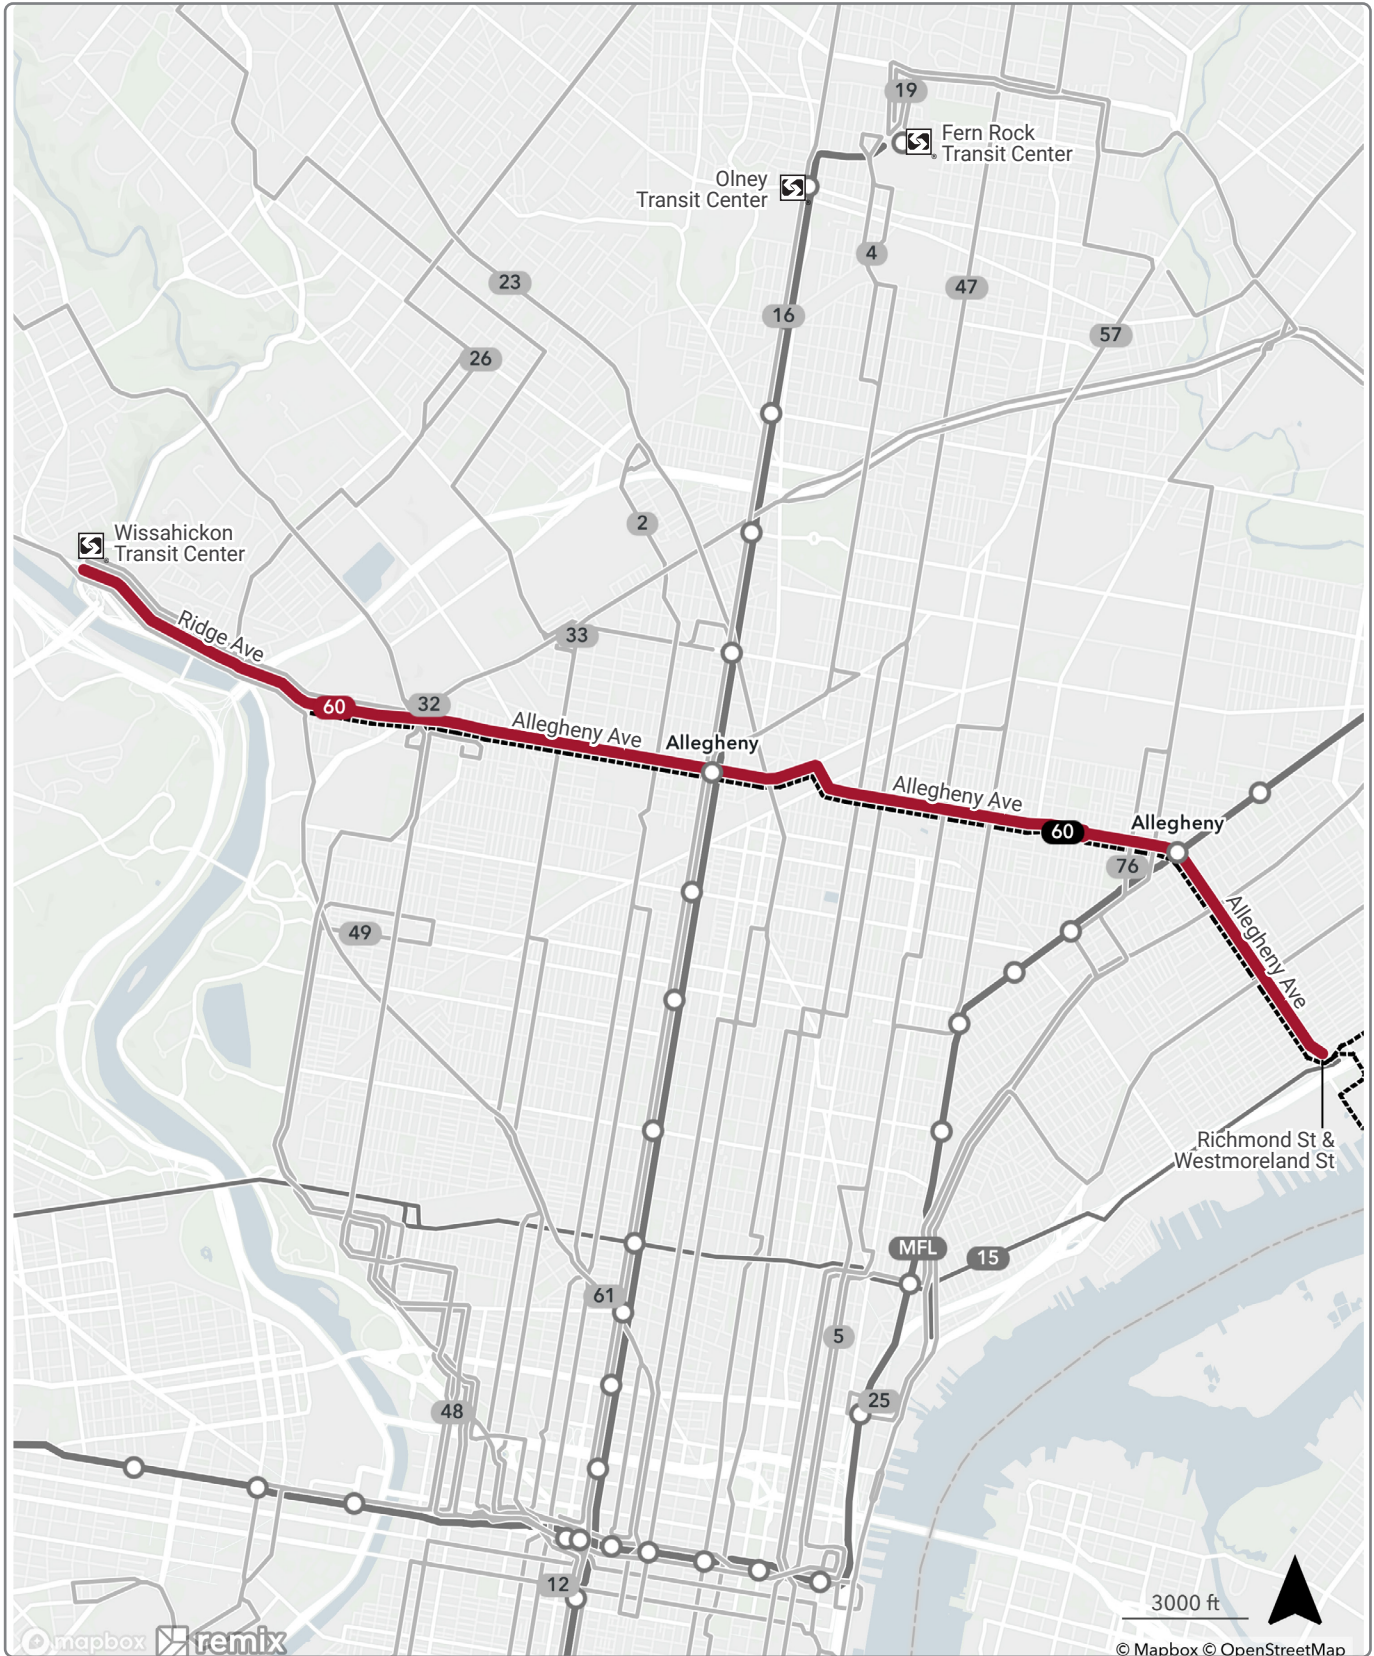 19
Fern Rock
Transit Center
Olney
Transit Center
4
23
47
16
57
26
2
Wissahickon
Transit Center
Ridge Ave
33
60
32
Allegheny Ave
Allegheny
Allegheny Ave
60
Allegheny
76
Allegheny Ave
49
Richmond St &
Westmoreland St
MFL
15
61
5
25
48
12
3000 ft
mapbox
remix
© Mapbox © OpenStreetMap